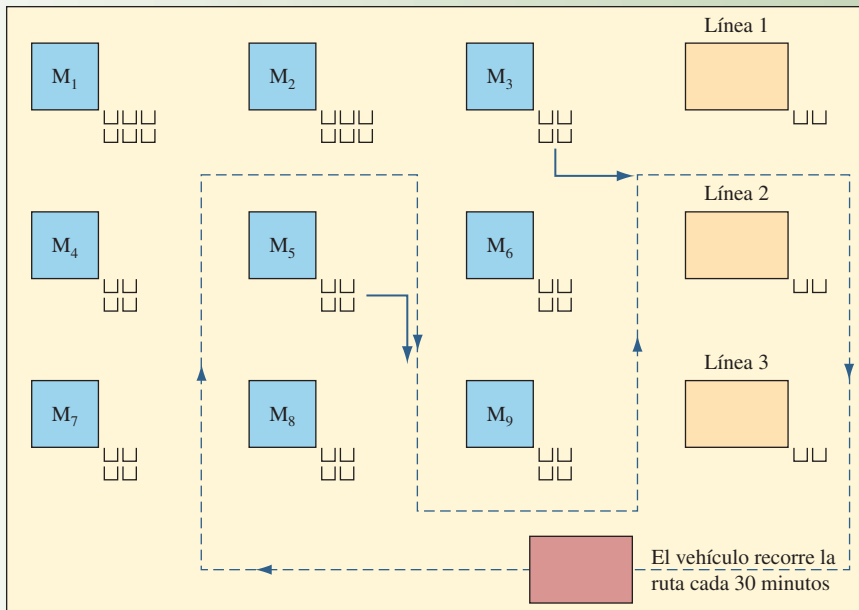 Línea 1
M₁
M₂
M₃
Línea 2
M₄
M₅
M₆
Línea 3
M₇
M₈
M₉
El vehículo recorre la
ruta cada 30 minutos